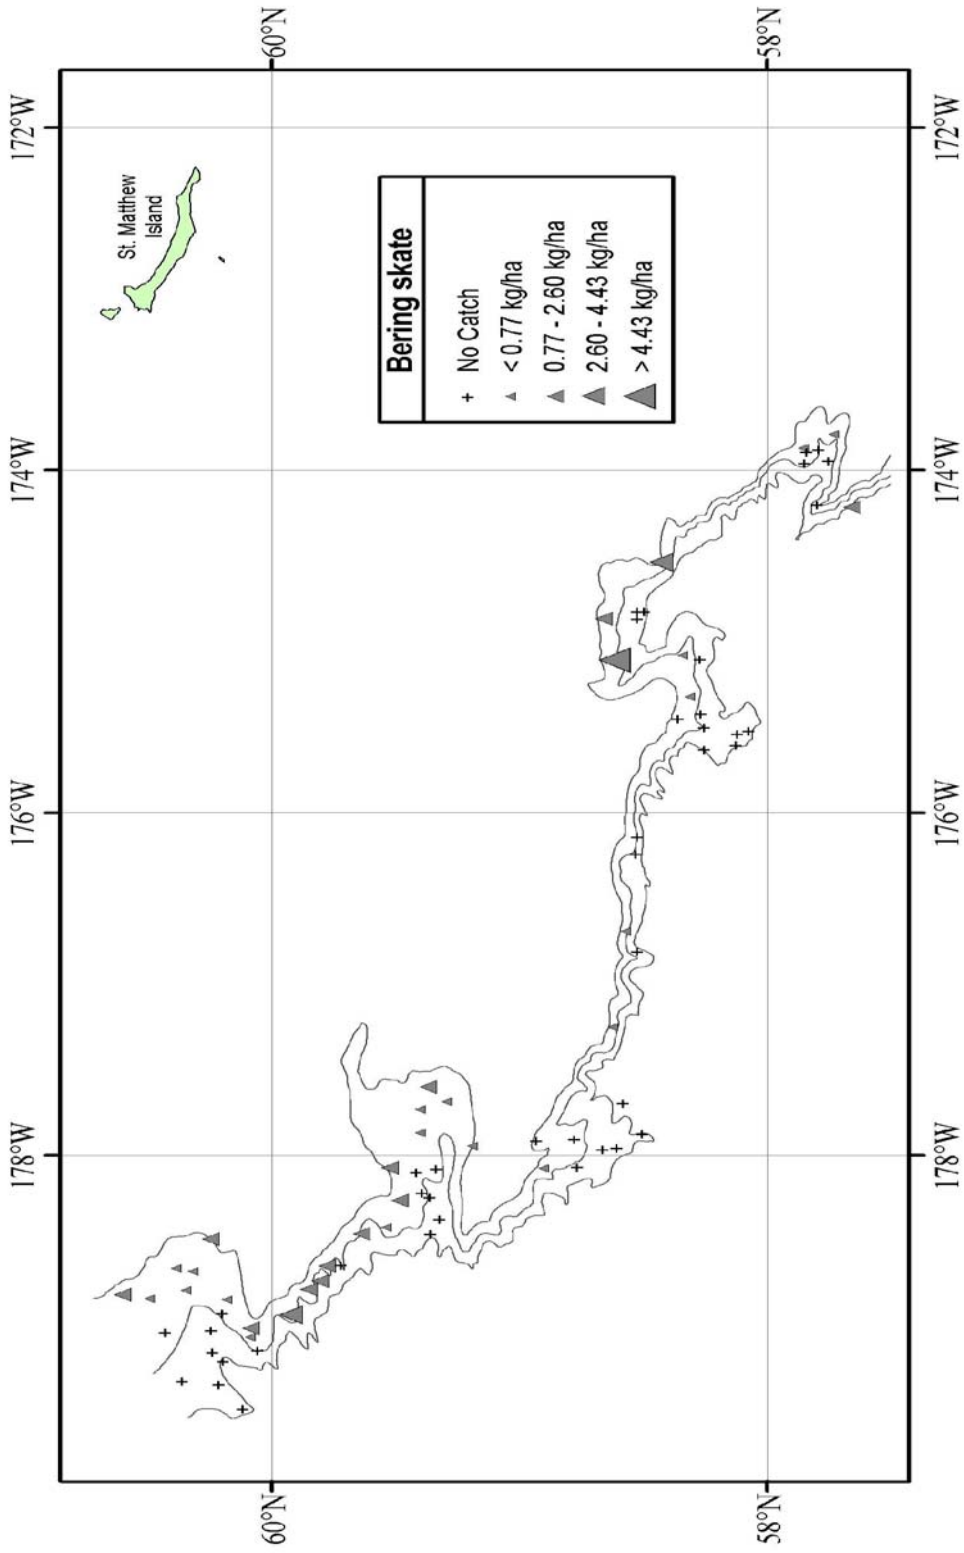 178°W
176°W
174°W
172°W
60°N
60°N
St. Matthew
Island
Bering skate
No Catch
< 0.77 kg/ha
0.77 - 2.60 kg/ha
2.60 - 4.43 kg/ha
> 4.43 kg/ha
58°N
58°N
178°W
176°W
174°W
172°W